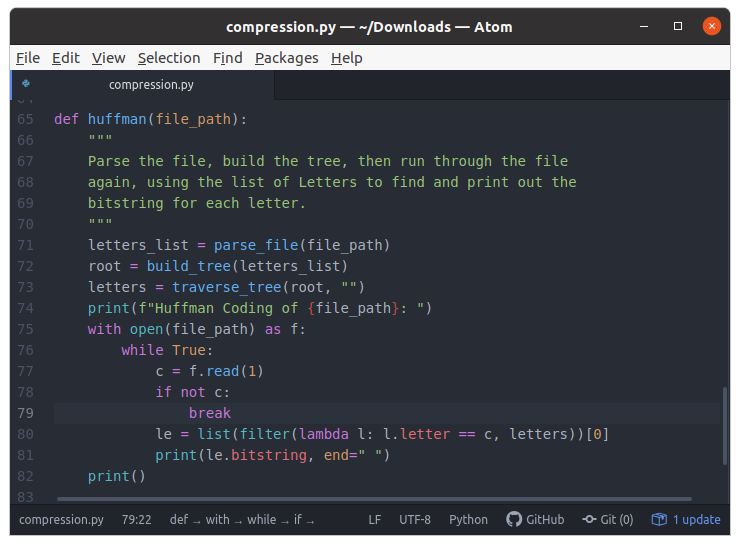 compression.py — ~/Downloads — Atom
File Edit View Selection Find Packages Help
compression.py
64
65 def huffman(file_path):
66     """
67     Parse the file, build the tree, then run through the file
68     again, using the list of Letters to find and print out the
69     bitstring for each letter.
70     """
71     letters_list = parse_file(file_path)
72     root = build_tree(letters_list)
73     letters = traverse_tree(root, "")
74     print(f"Huffman Coding of {file_path}: ")
75     with open(file_path) as f:
76         while True:
77             c = f.read(1)
78             if not c:
79                 break
80             le = list(filter(lambda l: l.letter == c, letters))[0]
81             print(le.bitstring, end=" ")
82     print()
83
compression.py 79:22 def → with → while → if → LF UTF-8 Python GitHub Git (0) 1 update